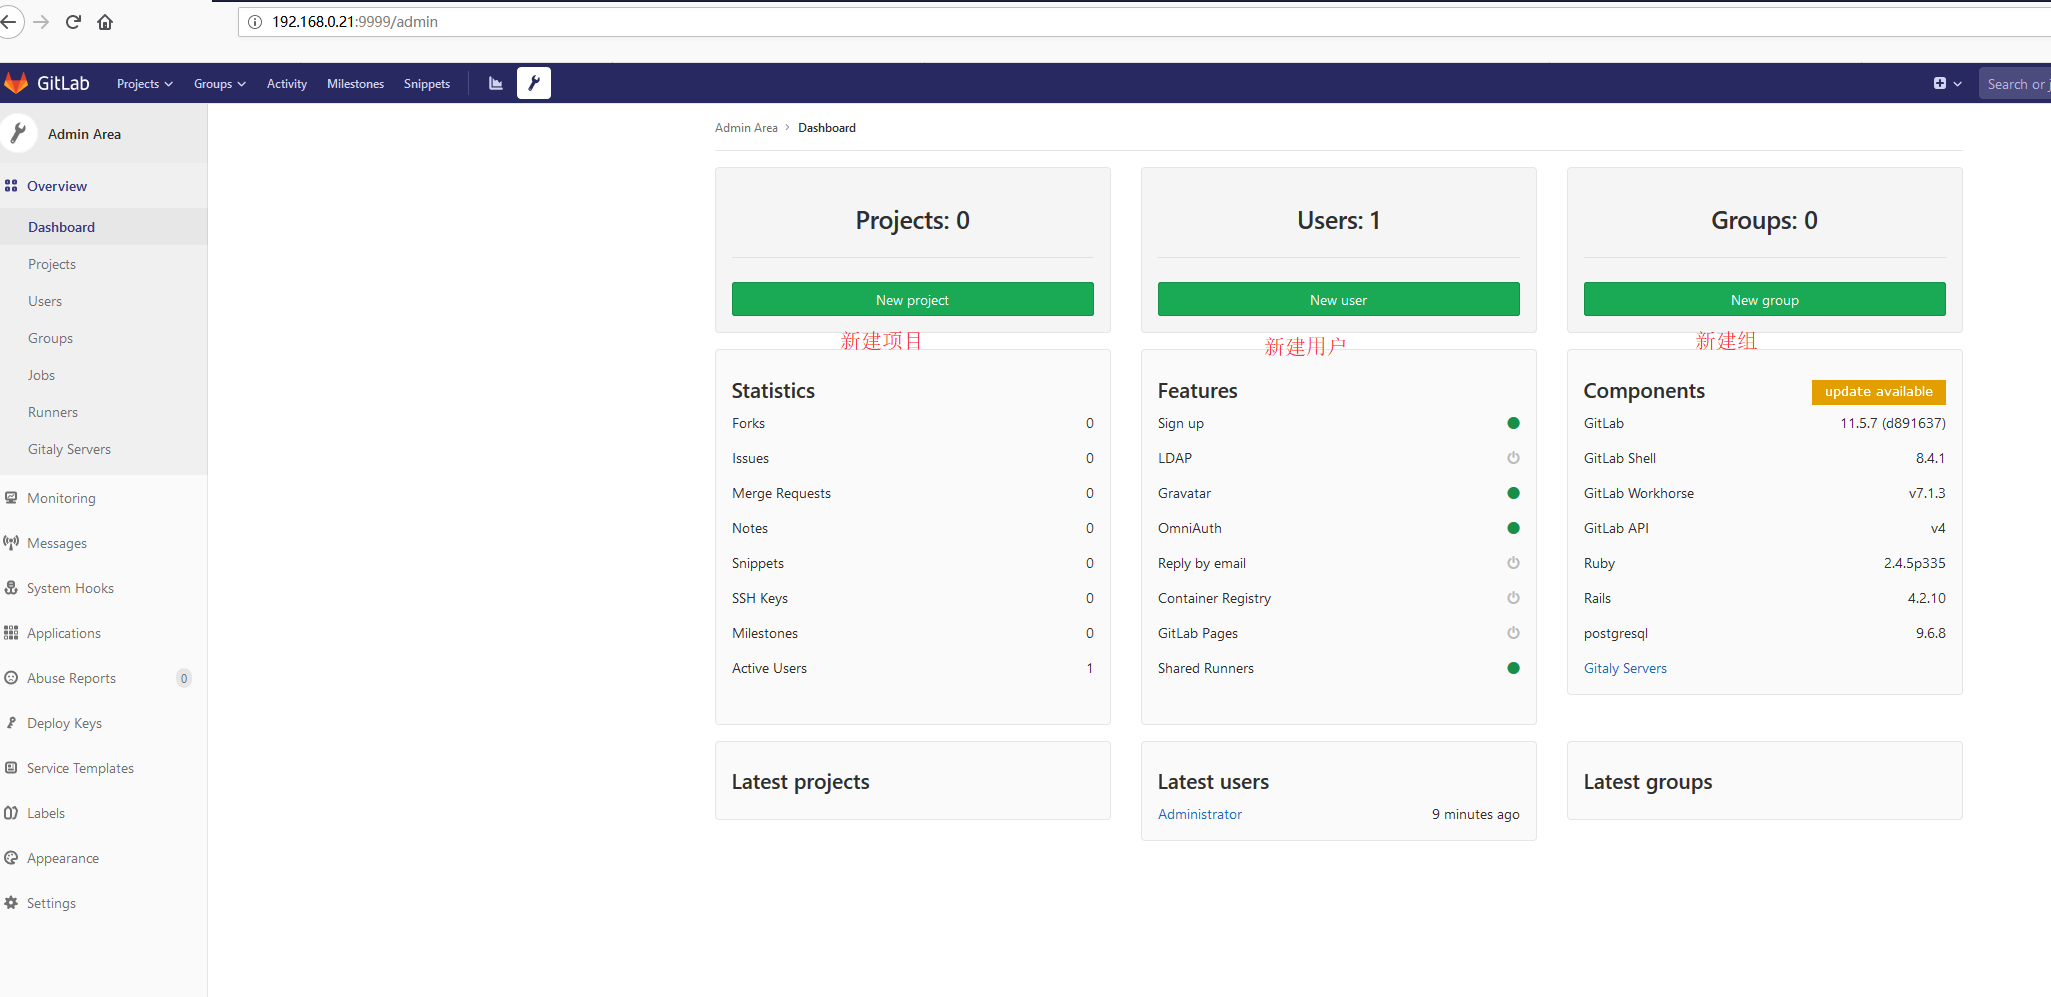 192.168.0.21:9999/admin
GitLab Projects Groups Activity Milestones Snippets Search or j
Admin Area
Overview
Dashboard
Projects
Users
Groups
Jobs
Runners
Gitaly Servers
Monitoring
Messages
System Hooks
Applications
Abuse Reports 0
Deploy Keys
Service Templates
Labels
Appearance
Settings
Admin Area › Dashboard
Projects: 0
New project
新建项目
Users: 1
New user
新建用户
Groups: 0
New group
新建组
Statistics
Forks 0
Issues 0
Merge Requests 0
Notes 0
Snippets 0
SSH Keys 0
Milestones 0
Active Users 1
Features
Sign up
LDAP
Gravatar
OmniAuth
Reply by email
Container Registry
GitLab Pages
Shared Runners
Components update available
GitLab 11.5.7 (d891637)
GitLab Shell 8.4.1
GitLab Workhorse v7.1.3
GitLab API v4
Ruby 2.4.5p335
Rails 4.2.10
postgresql 9.6.8
Gitaly Servers
Latest projects
Latest users
Administrator 9 minutes ago
Latest groups